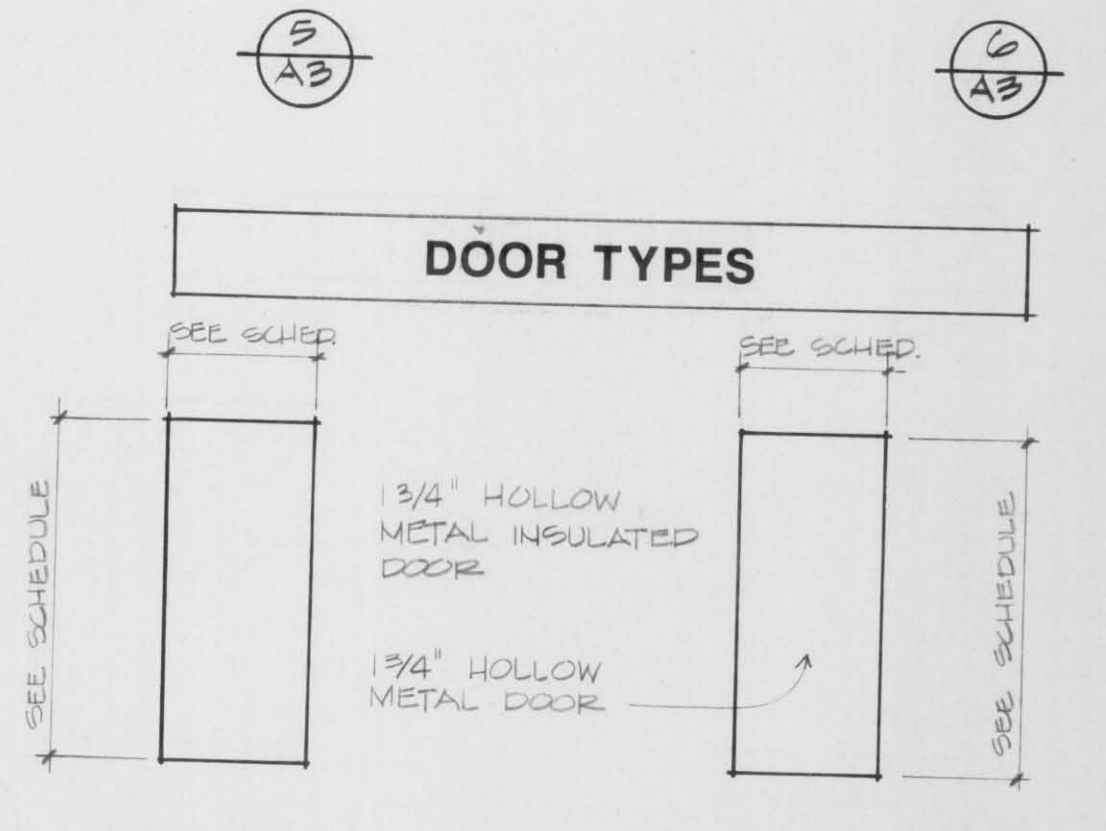 5
A3
6
A3
DOOR TYPES
SEE SCHED.
SEE SCHED.
SEE SCHEDULE
1 3/4" HOLLOW
METAL INSULATED
DOOR
1 3/4" HOLLOW
METAL DOOR
SEE SCHEDULE